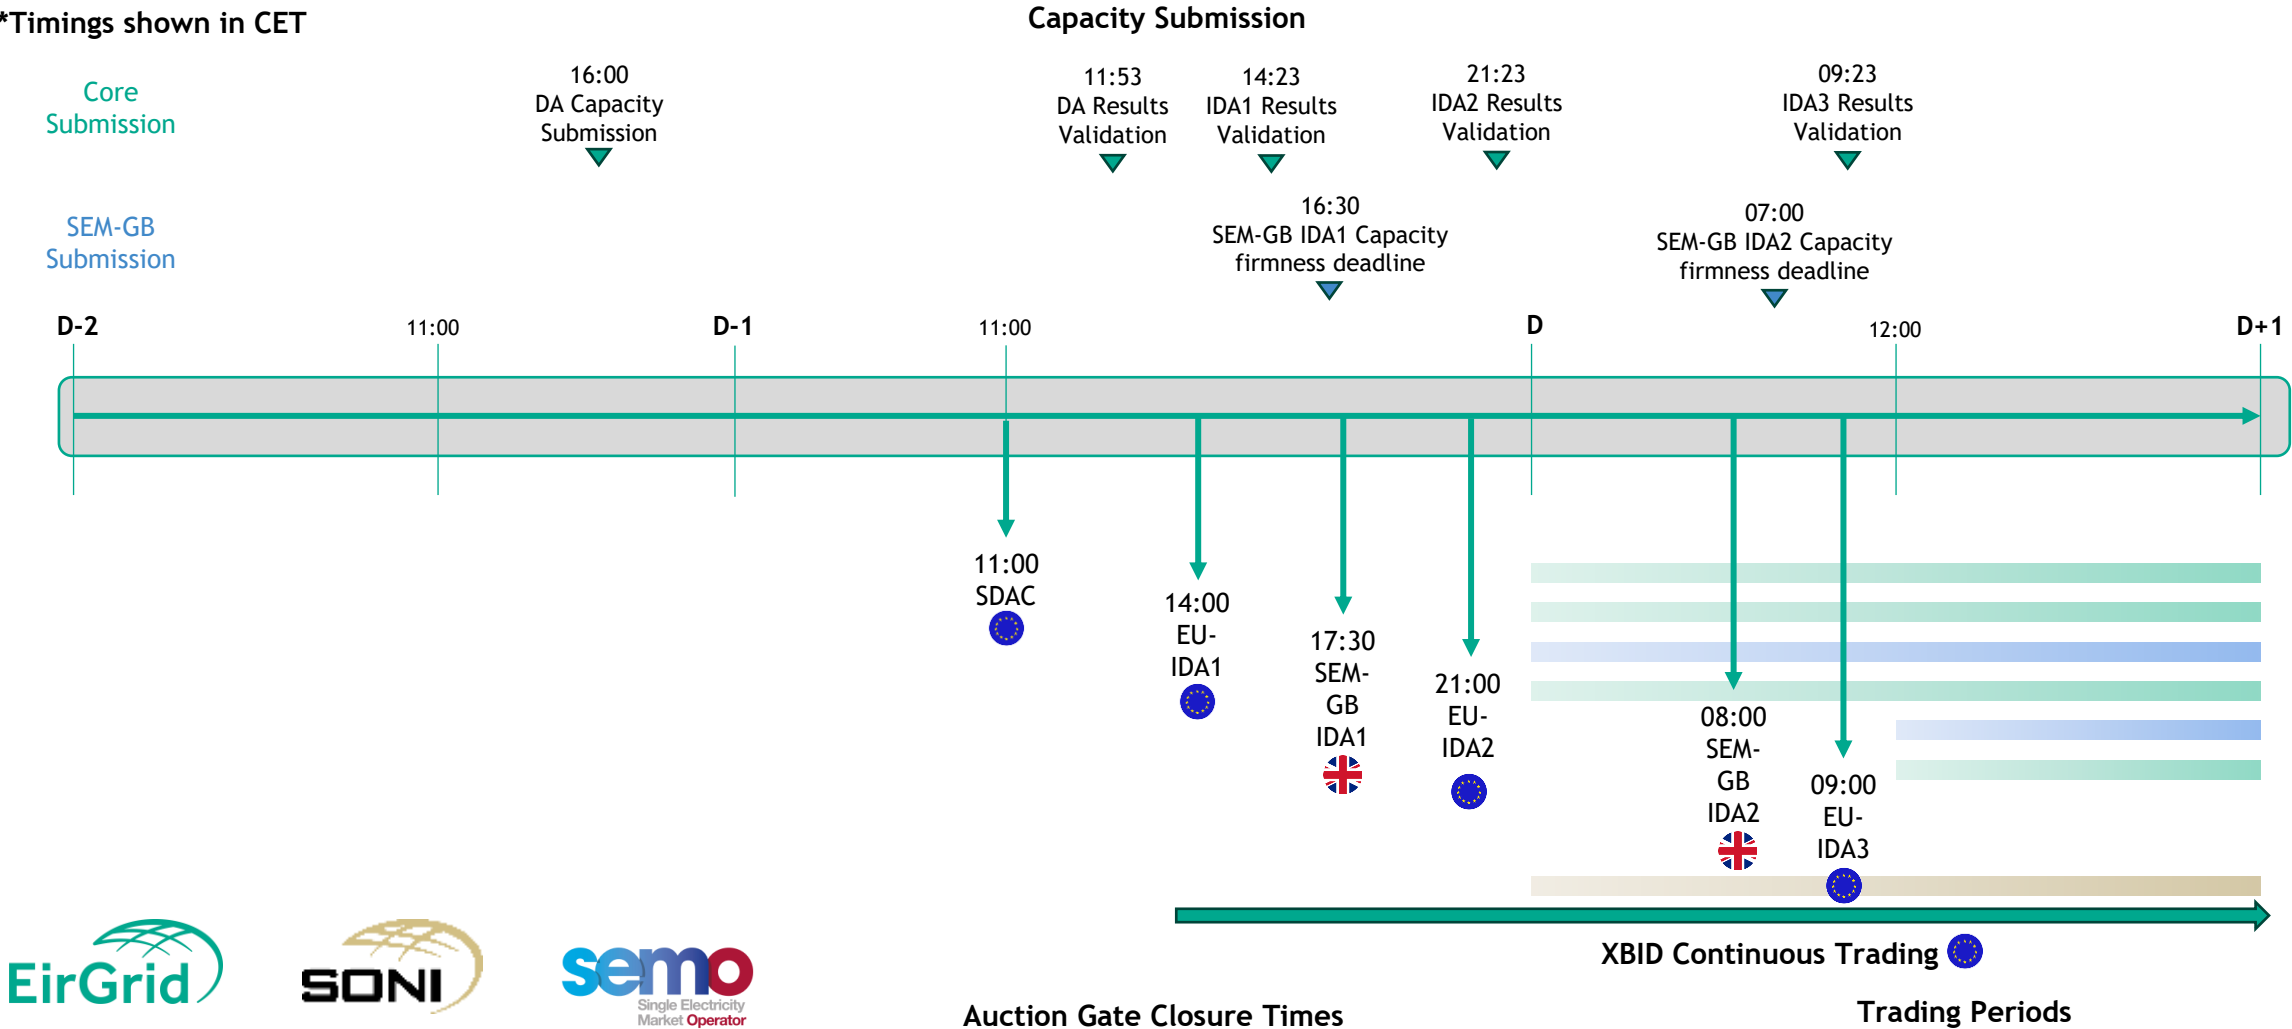 *Timings shown in CET
Capacity Submission
Core
Submission
16:00
DA Capacity
Submission
11:53
DA Results
Validation
14:23
IDA1 Results
Validation
21:23
IDA2 Results
Validation
09:23
IDA3 Results
Validation
SEM-GB
Submission
16:30
SEM-GB IDA1 Capacity
firmness deadline
07:00
SEM-GB IDA2 Capacity
firmness deadline
D-2
11:00
D-1
11:00
D
12:00
D+1
11:00
SDAC
14:00
EU-
IDA1
17:30
SEM-
GB
IDA1
21:00
EU-
IDA2
08:00
SEM-
GB
IDA2
09:00
EU-
IDA3
XBID Continuous Trading
EirGrid
SONI
semo
Single Electricity
Market Operator
Auction Gate Closure Times
Trading Periods